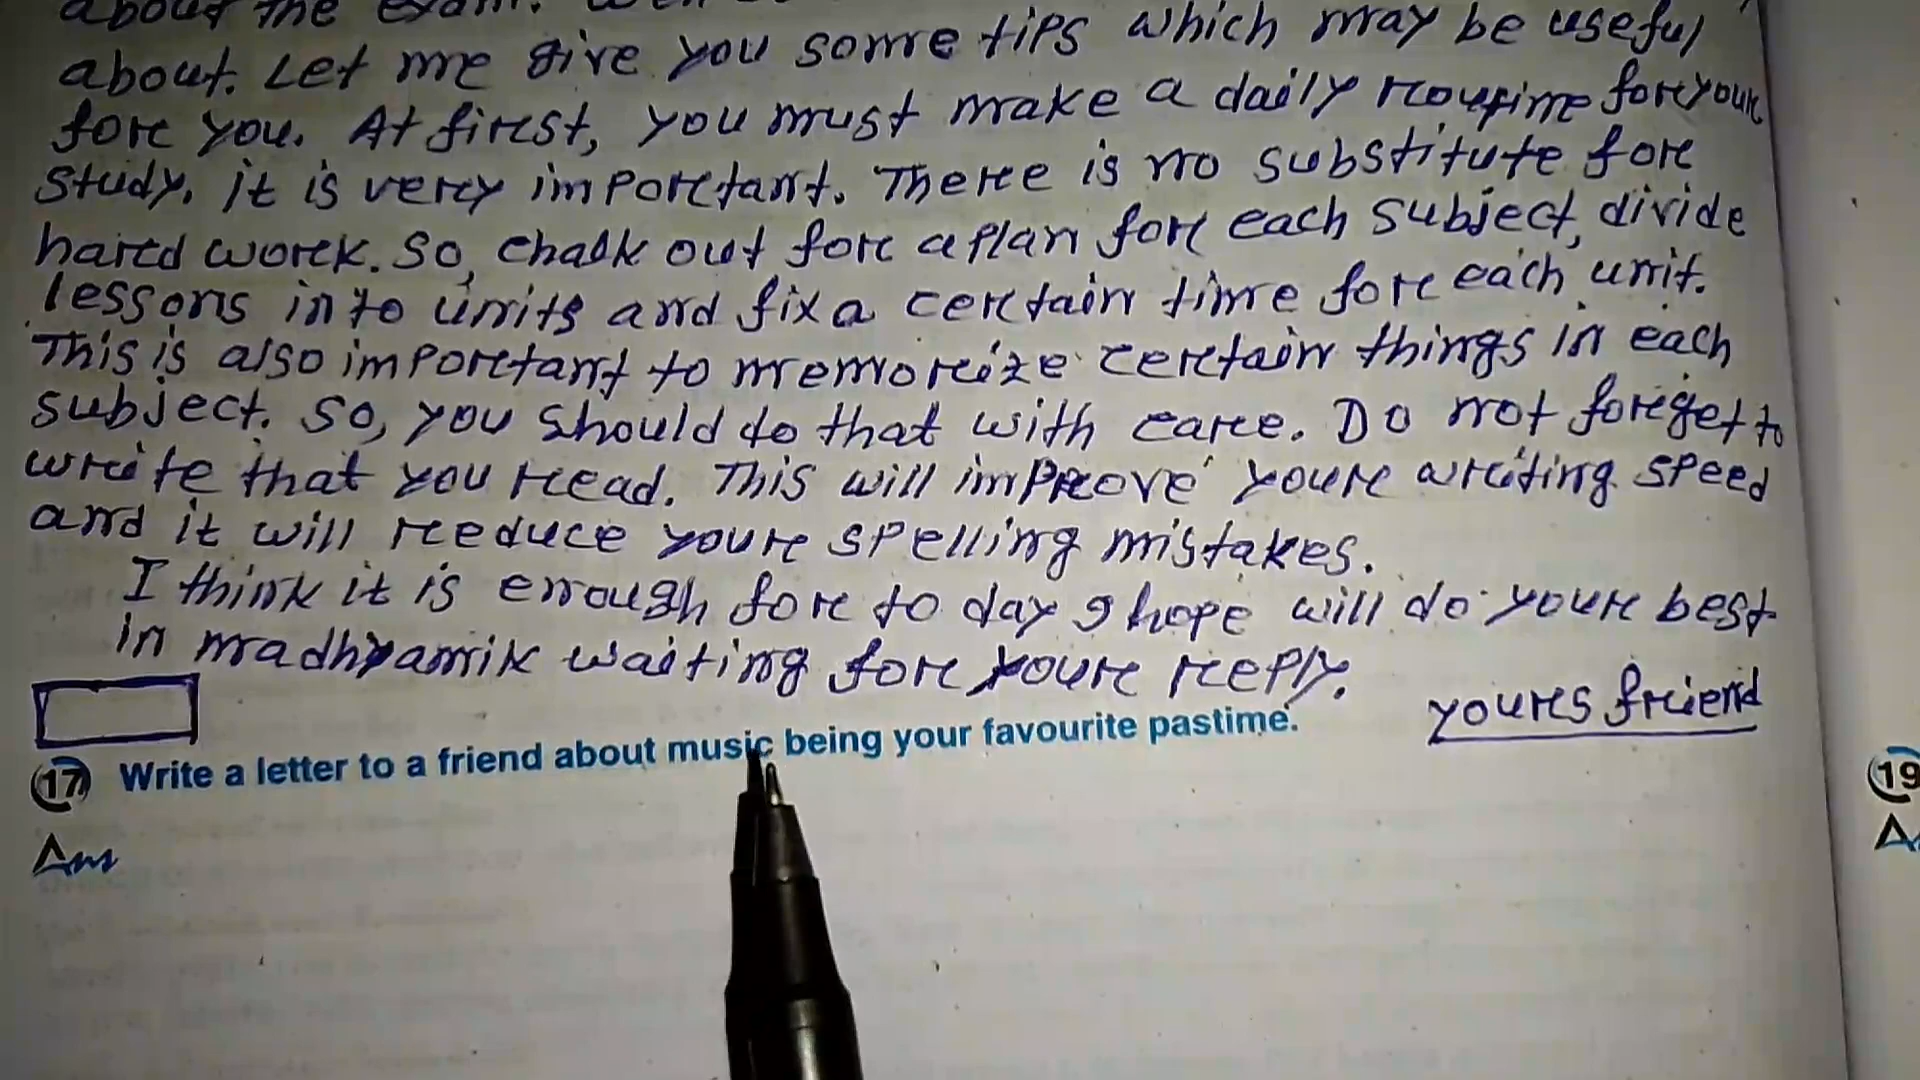 about the exam.
about. Let me give you some tips which may be useful
for you. At first, you must make a daily routine for your
study. it is very important. There is no substitute for
hard work. So, chalk out for a plan for each subject, divide
lessons into units and fix a certain time for each unit.
This is also important to memorize certain things in each
subject. So, you should do that with care. Do not forget to
write that you read. This will improve your writing speed
and it will reduce your spelling mistakes.
I think it is enough for to day I hope will do your best
in madhyamik waiting for your reply.
yours friend
17 Write a letter to a friend about music being your favourite pastime.
Ans
19